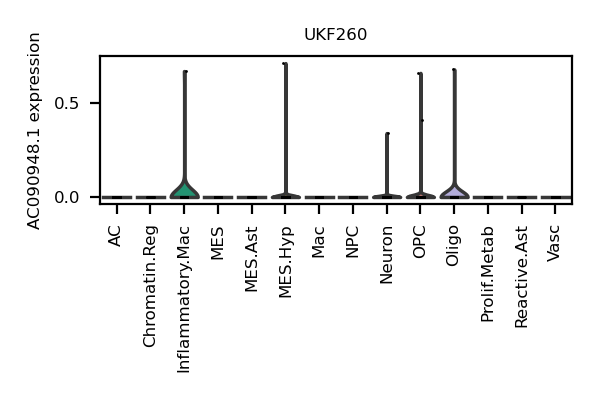 UKF260
AC090948.1 expression
0.5
0.0
AC
Chromatin.Reg
Inflammatory.Mac
MES
MES.Ast
MES.Hyp
Mac
NPC
Neuron
OPC
Oligo
Prolif.Metab
Reactive.Ast
Vasc